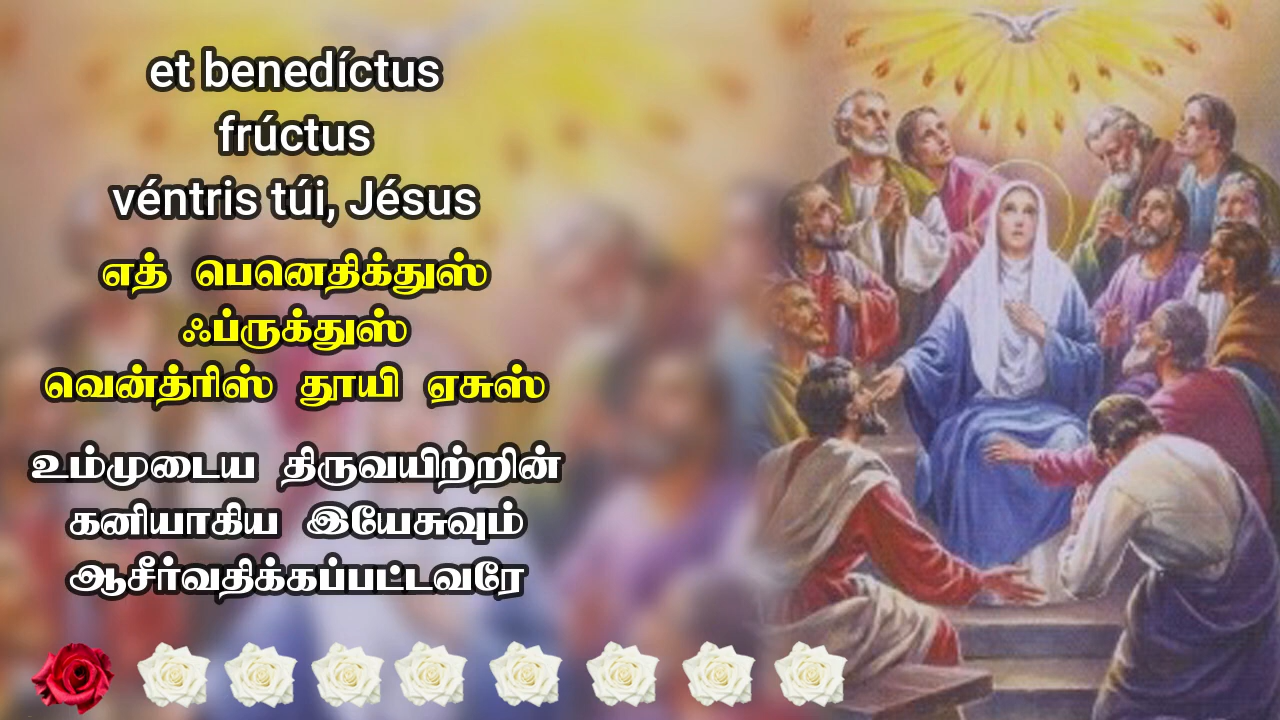 et benedíctus
frúctus
véntris túi, Jésus
எத் பெனெதிக்துஸ்
ஃப்ருக்துஸ்
வென்த்ரிஸ் தூயி ஏசுஸ்
உம்முடைய திருவயிற்றின்
கனியாகிய இயேசுவும்
ஆசீர்வதிக்கப்பட்டவரே